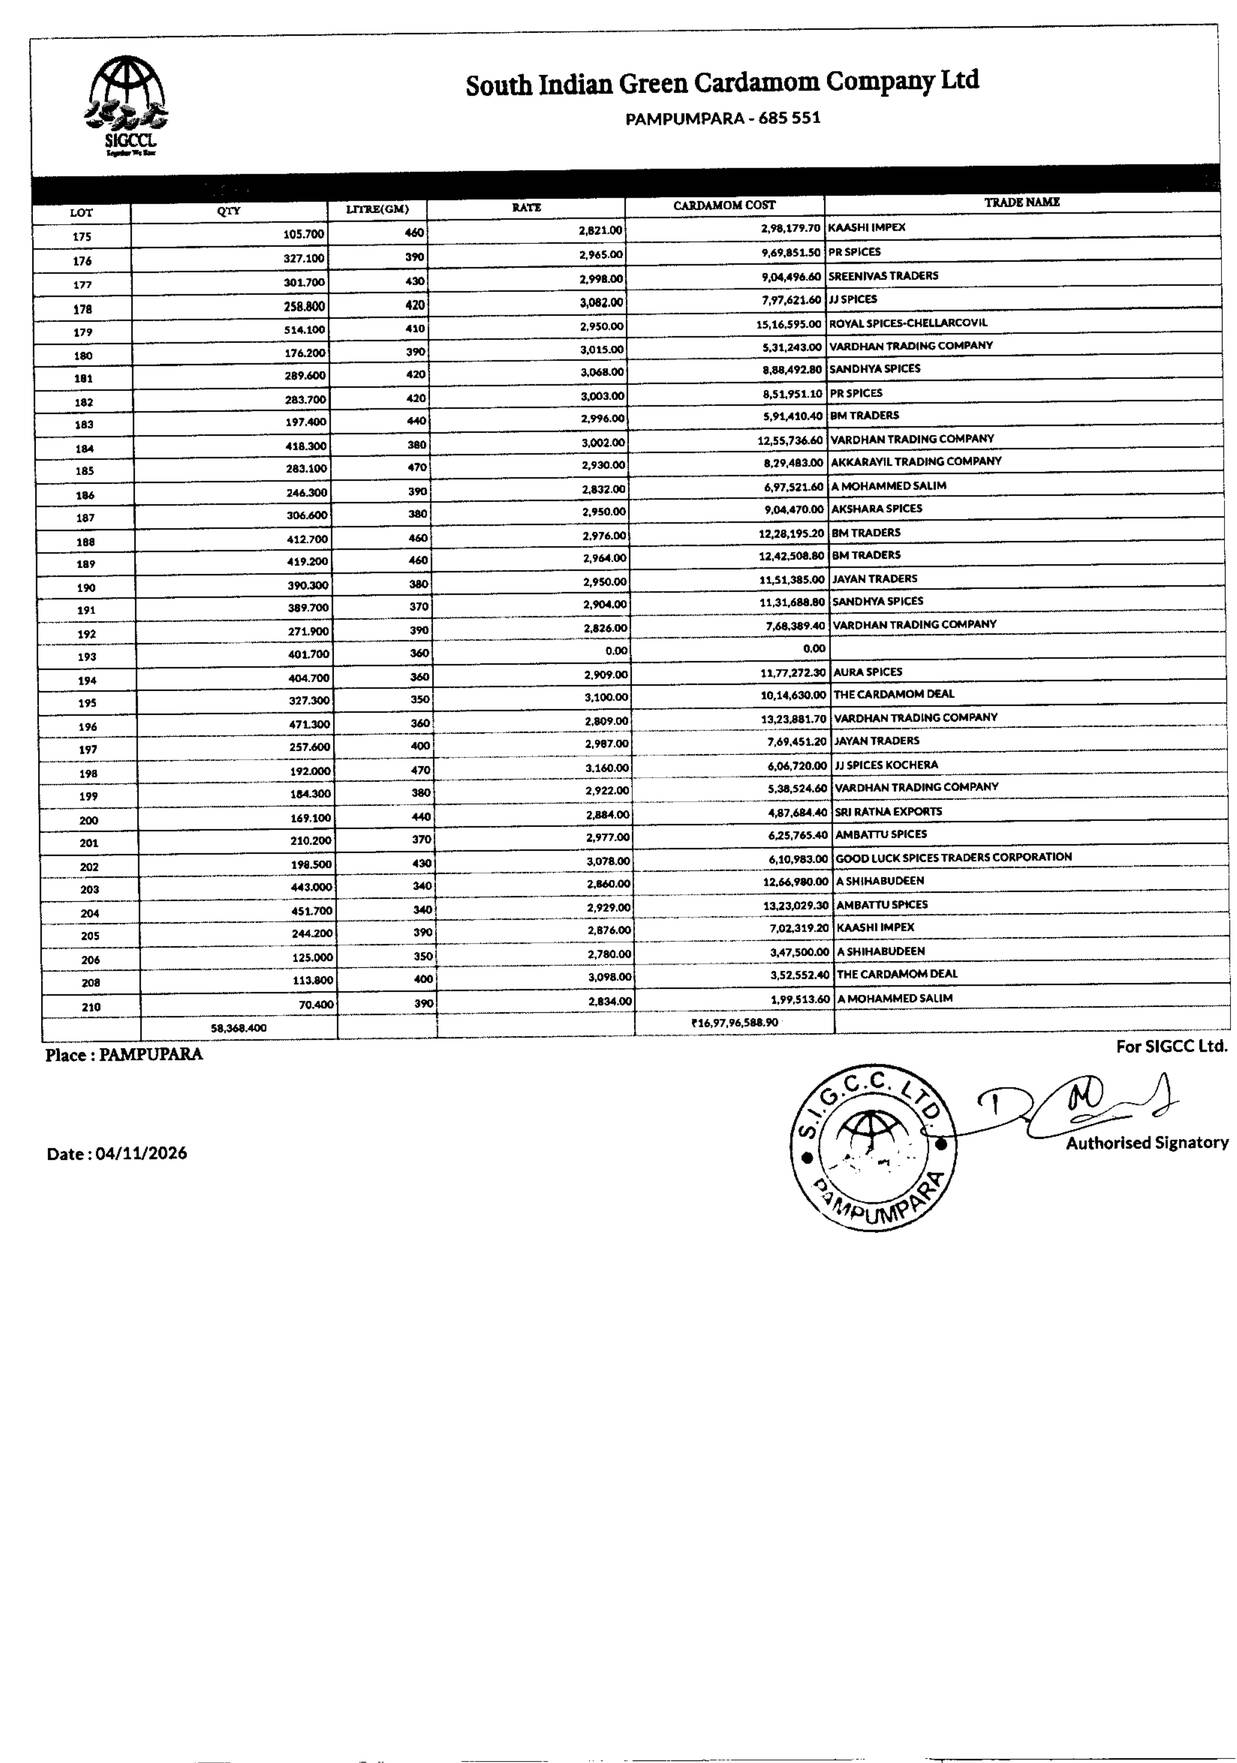 South Indian Green Cardamom Company Ltd
PAMPUMPARA - 685 551
SIGCCL
Together We Rise
LOT QTY LITRE(GM) RATE CARDAMOM COST TRADE NAME
175 105.700 460 2,821.00 2,98,179.70 KAASHI IMPEX
176 327.100 390 2,965.00 9,69,851.50 PR SPICES
177 301.700 430 2,998.00 9,04,496.60 SREENIVAS TRADERS
178 258.800 420 3,082.00 7,97,621.60 JJ SPICES
179 514.100 410 2,950.00 15,16,595.00 ROYAL SPICES-CHELLARCOVIL
180 176.200 390 3,015.00 5,31,243.00 VARDHAN TRADING COMPANY
181 289.600 420 3,068.00 8,88,492.80 SANDHYA SPICES
182 283.700 420 3,003.00 8,51,951.10 PR SPICES
183 197.400 440 2,996.00 5,91,410.40 BM TRADERS
184 418.300 380 3,002.00 12,55,736.60 VARDHAN TRADING COMPANY
185 283.100 470 2,930.00 8,29,483.00 AKKARAYIL TRADING COMPANY
186 246.300 390 2,832.00 6,97,521.60 A MOHAMMED SALIM
187 306.600 380 2,950.00 9,04,470.00 AKSHARA SPICES
188 412.700 460 2,976.00 12,28,195.20 BM TRADERS
189 419.200 460 2,964.00 12,42,508.80 BM TRADERS
190 390.300 380 2,950.00 11,51,385.00 JAYAN TRADERS
191 389.700 370 2,904.00 11,31,688.80 SANDHYA SPICES
192 271.900 390 2,826.00 7,68,389.40 VARDHAN TRADING COMPANY
193 401.700 360 0.00 0.00
194 404.700 360 2,909.00 11,77,272.30 AURA SPICES
195 327.300 350 3,100.00 10,14,630.00 THE CARDAMOM DEAL
196 471.300 360 2,809.00 13,23,881.70 VARDHAN TRADING COMPANY
197 257.600 400 2,987.00 7,69,451.20 JAYAN TRADERS
198 192.000 470 3,160.00 6,06,720.00 JJ SPICES KOCHERA
199 184.300 380 2,922.00 5,38,524.60 VARDHAN TRADING COMPANY
200 169.100 440 2,884.00 4,87,684.40 SRI RATNA EXPORTS
201 210.200 370 2,977.00 6,25,765.40 AMBATTU SPICES
202 198.500 430 3,078.00 6,10,983.00 GOOD LUCK SPICES TRADERS CORPORATION
203 443.000 340 2,860.00 12,66,980.00 A SHIHABUDEEN
204 451.700 340 2,929.00 13,23,029.30 AMBATTU SPICES
205 244.200 390 2,876.00 7,02,319.20 KAASHI IMPEX
206 125.000 350 2,780.00 3,47,500.00 A SHIHABUDEEN
208 113.800 400 3,098.00 3,52,552.40 THE CARDAMOM DEAL
210 70.400 390 2,834.00 1,99,513.60 A MOHAMMED SALIM
58,368.400 ₹16,97,96,588.90
Place : PAMPUPARA
For SIGCC Ltd.
S.I.G.C.C. LTD.
PAMPUMPARA
Authorised Signatory
Date : 04/11/2026